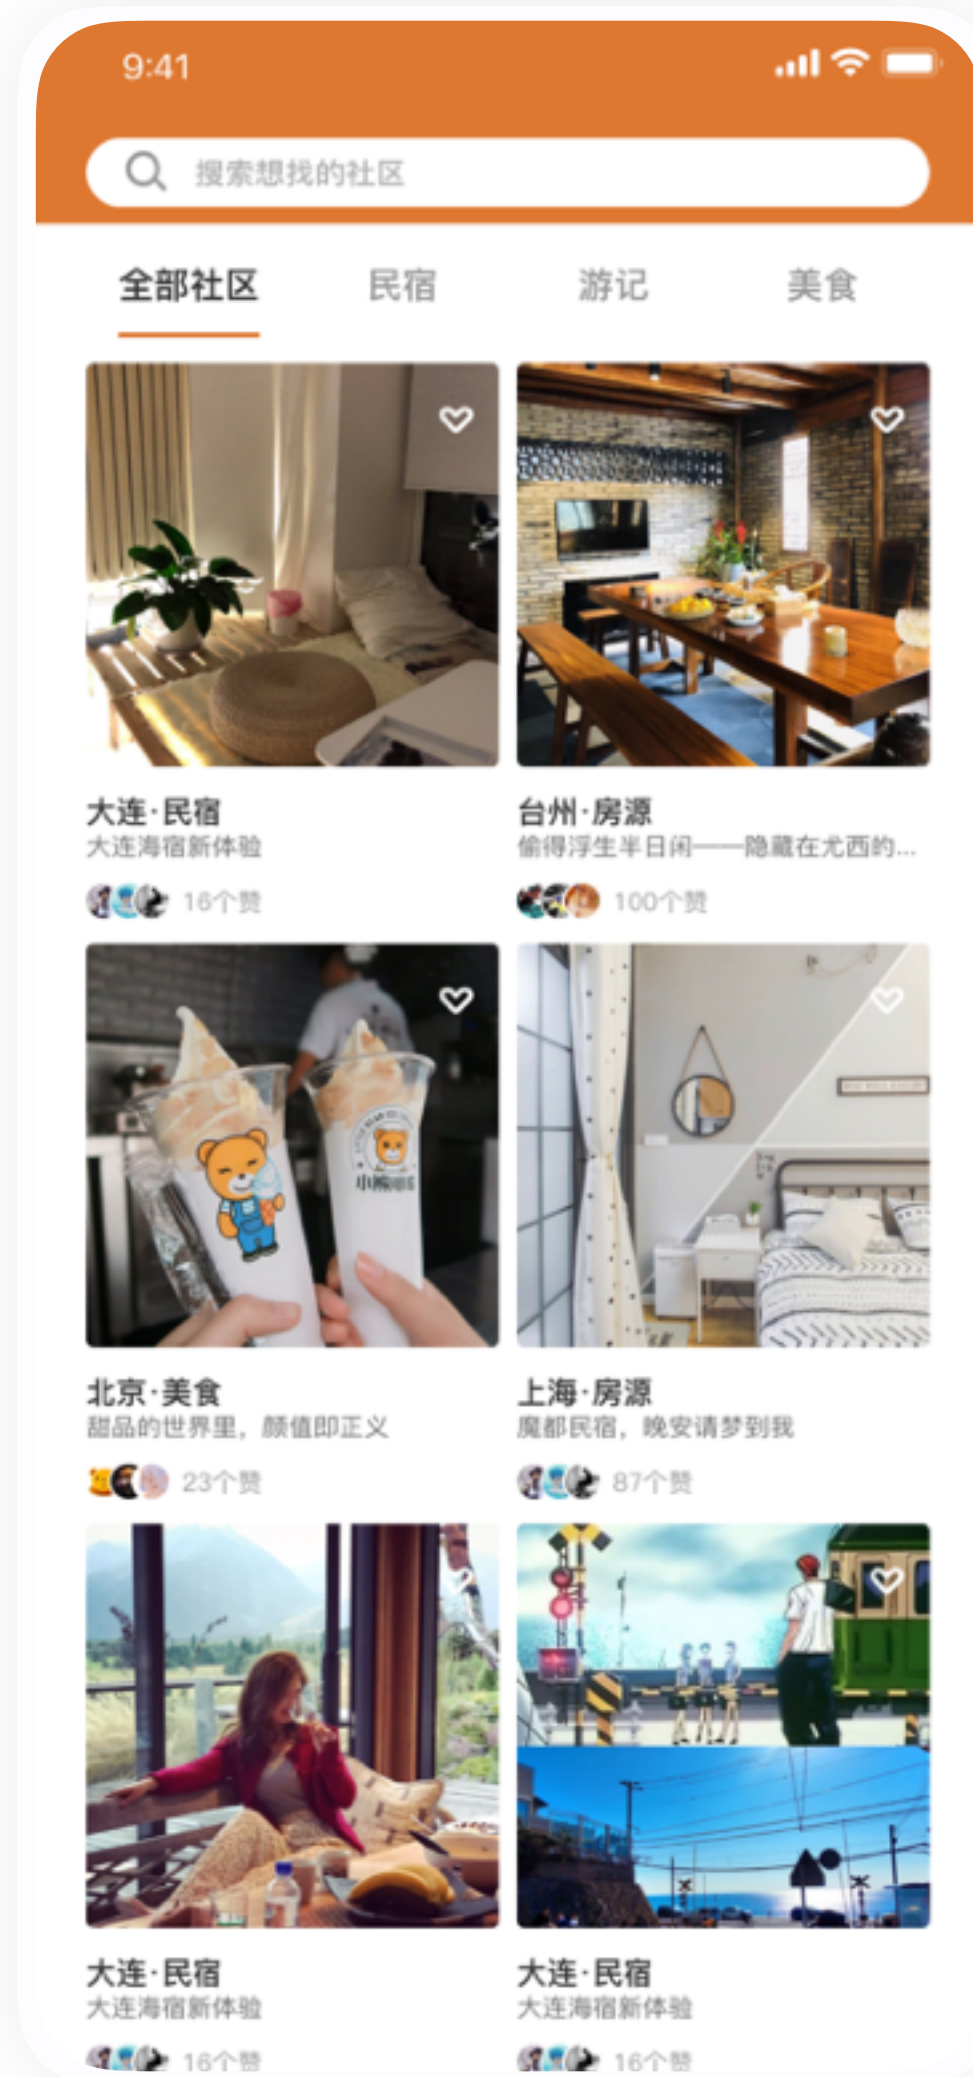 9:41
搜索想找的社区
全部社区 民宿 游记 美食
大连·民宿
大连海宿新体验
16个赞
台州·房源
偷得浮生半日闲——隐藏在尤西的...
100个赞
北京·美食
甜品的世界里，颜值即正义
23个赞
上海·房源
魔都民宿，晚安请梦到我
87个赞
大连·民宿
大连海宿新体验
16个赞
大连·民宿
大连海宿新体验
16个赞